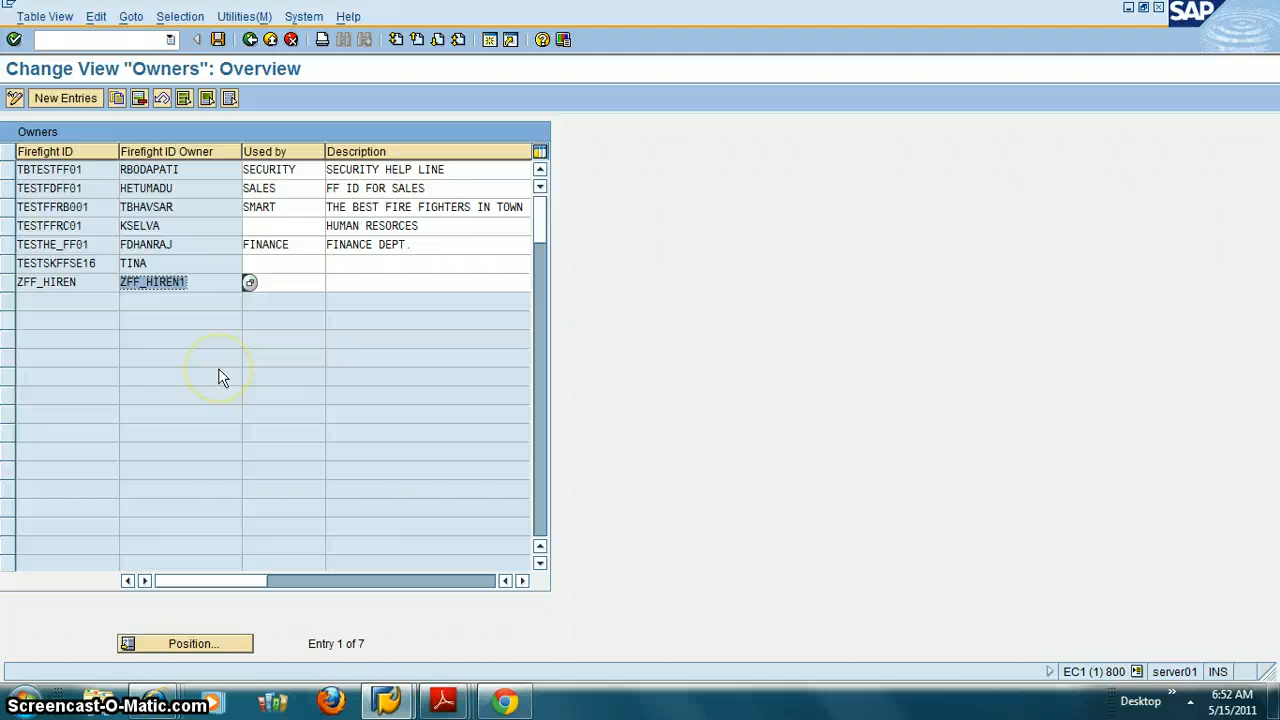 Table View Edit Goto Selection Utilities(M) System Help
SAP
Change View "Owners": Overview
New Entries
Owners
Firefight ID Firefight ID Owner Used by Description
TBTESTFF01 RBODAPATI SECURITY SECURITY HELP LINE
TESTFDFF01 HETUMADU SALES FF ID FOR SALES
TESTFFRB001 TBHAVSAR SMART THE BEST FIRE FIGHTERS IN TOWN
TESTFFRC01 KSELVA HUMAN RESORCES
TESTHE_FF01 FDHANRAJ FINANCE FINANCE DEPT.
TESTSKFFSE16 TINA
ZFF_HIREN ZFF_HIREN1
Position... Entry 1 of 7
EC1 (1) 800 server01 INS
Screencast-O-Matic.com
Desktop
6:52 AM
5/15/2011